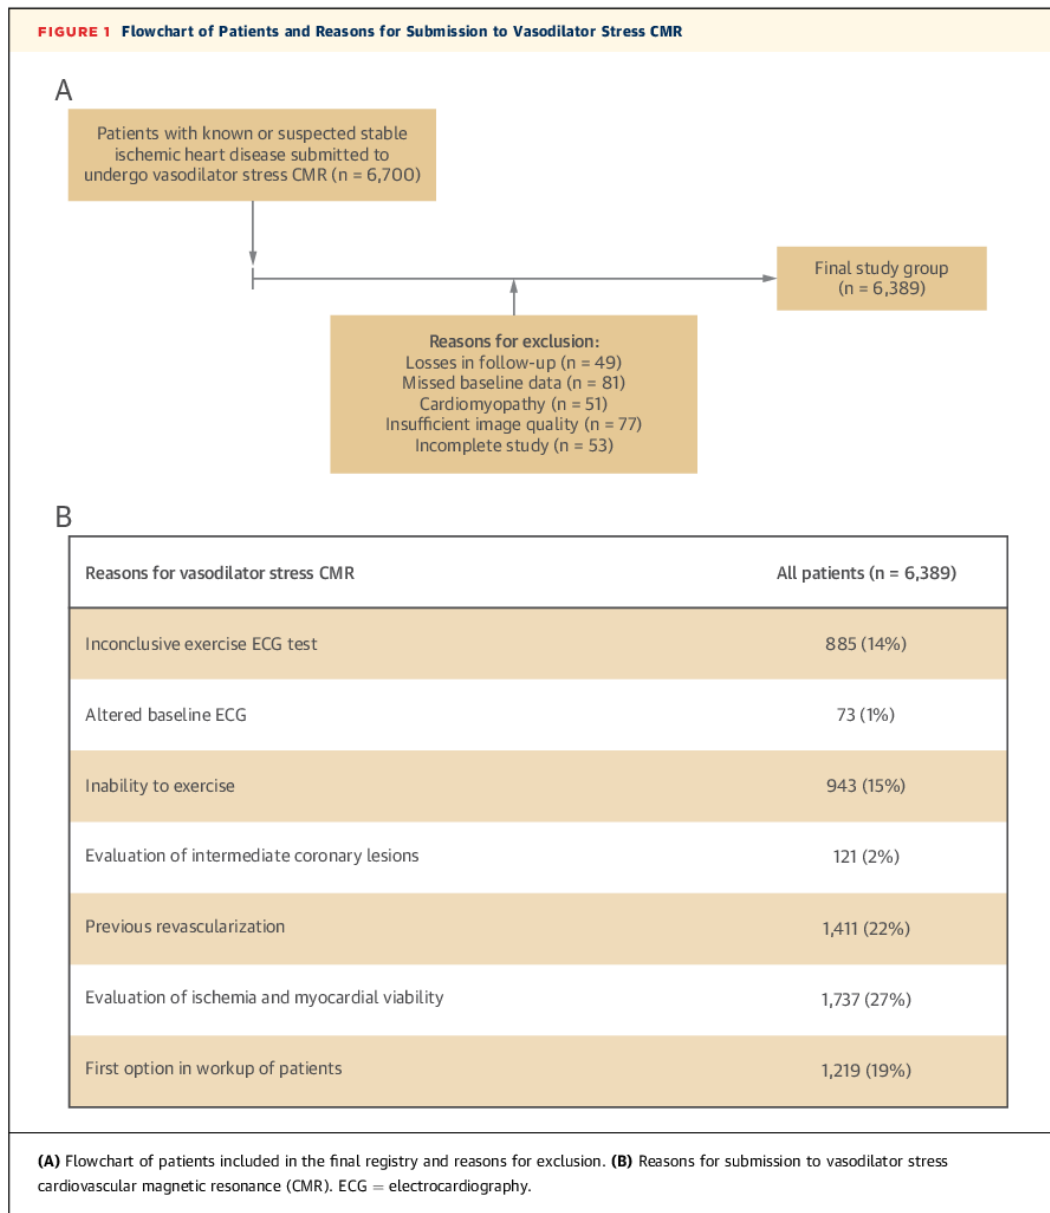 FIGURE 1 Flowchart of Patients and Reasons for Submission to Vasodilator Stress CMR
A
Patients with known or suspected stable
ischemic heart disease submitted to
undergo vasodilator stress CMR (n = 6,700)
Final study group
(n = 6,389)
Reasons for exclusion:
Losses in follow-up (n = 49)
Missed baseline data (n = 81)
Cardiomyopathy (n = 51)
Insufficient image quality (n = 77)
Incomplete study (n = 53)
B
Reasons for vasodilator stress CMR All patients (n = 6,389)
Inconclusive exercise ECG test 885 (14%)
Altered baseline ECG 73 (1%)
Inability to exercise 943 (15%)
Evaluation of intermediate coronary lesions 121 (2%)
Previous revascularization 1,411 (22%)
Evaluation of ischemia and myocardial viability 1,737 (27%)
First option in workup of patients 1,219 (19%)
(A) Flowchart of patients included in the final registry and reasons for exclusion. (B) Reasons for submission to vasodilator stress
cardiovascular magnetic resonance (CMR). ECG = electrocardiography.